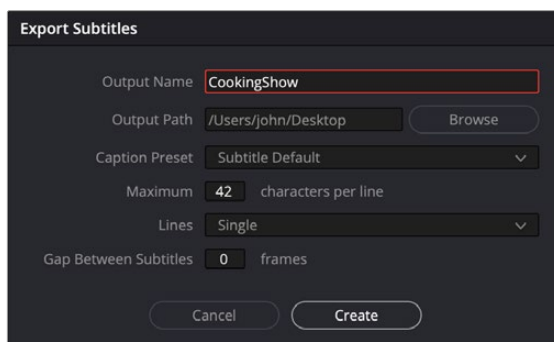 Export Subtitles
Output Name CookingShow
Output Path /Users/john/Desktop Browse
Caption Preset Subtitle Default
Maximum 42 characters per line
Lines Single
Gap Between Subtitles 0 frames
Cancel Create